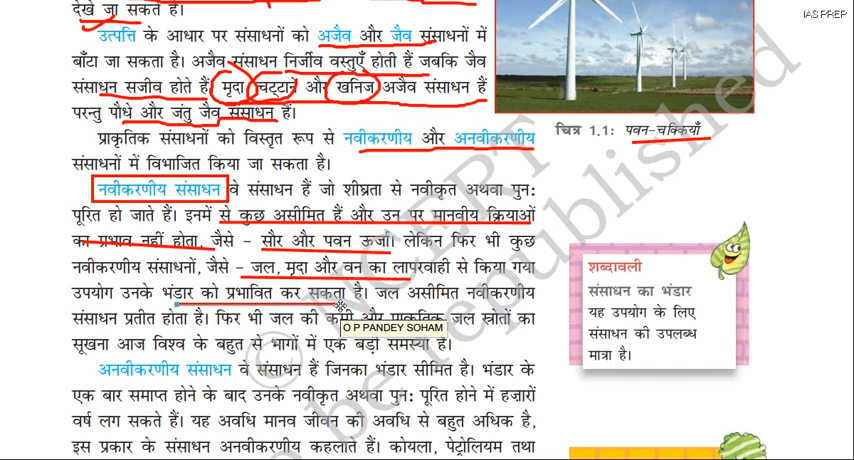 IAS PREP
देखे जा सकते हैं।
उत्पत्ति के आधार पर संसाधनों को अजैव और जैव संसाधनों में
बाँटा जा सकता है। अजैव संसाधन निर्जीव वस्तुएँ होती हैं जबकि जैव
संसाधन सजीव होते हैं मृदा चट्टानें और खनिज अजैव संसाधन हैं
परन्तु पौधे और जंतु जैव संसाधन हैं।
प्राकृतिक संसाधनों को विस्तृत रूप से नवीकरणीय और अनवीकरणीय
संसाधनों में विभाजित किया जा सकता है।
नवीकरणीय संसाधन वे संसाधन हैं जो शीघ्रता से नवीकृत अथवा पुन:
पूरित हो जाते हैं। इनमें से कुछ असीमित हैं और उन पर मानवीय क्रियाओं
का प्रभाव नहीं होता, जैसे – सौर और पवन ऊर्जा। लेकिन फिर भी कुछ
नवीकरणीय संसाधनों, जैसे – जल, मृदा और वन का लापरवाही से किया गया
उपयोग उनके भंडार को प्रभावित कर सकता है। जल असीमित नवीकरणीय
संसाधन प्रतीत होता है। फिर भी जल की कमी और प्राकृतिक जल स्रोतों का
सूखना आज विश्व के बहुत से भागों में एक बड़ी समस्या है।
अनवीकरणीय संसाधन वे संसाधन हैं जिनका भंडार सीमित है। भंडार के
एक बार समाप्त होने के बाद उनके नवीकृत अथवा पुन: पूरित होने में हजारों
वर्ष लग सकते हैं। यह अवधि मानव जीवन की अवधि से बहुत अधिक है,
इस प्रकार के संसाधन अनवीकरणीय कहलाते हैं। कोयला, पेट्रोलियम तथा
चित्र 1.1: पवन-चक्कियाँ
शब्दावली
संसाधन का भंडार
यह उपयोग के लिए
संसाधन की उपलब्ध
मात्रा है।
O P PANDEY SOHAM
© NCERT
be republished